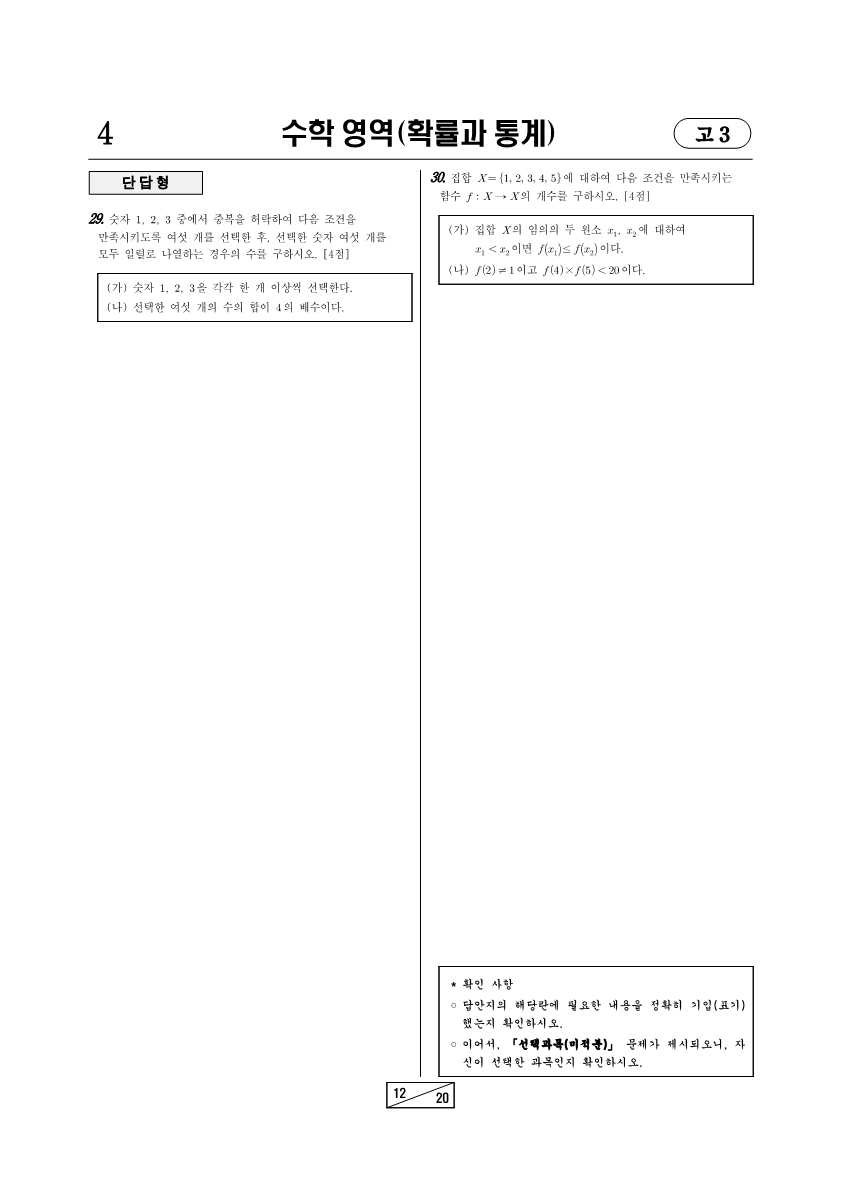 4
수학 영역(확률과 통계)
고 3
단답형
29. 숫자 1, 2, 3 중에서 중복을 허락하여 다음 조건을
만족시키도록 여섯 개를 선택한 후, 선택한 숫자 여섯 개를
모두 일렬로 나열하는 경우의 수를 구하시오. [4점]
(가) 숫자 1, 2, 3을 각각 한 개 이상씩 선택한다.
(나) 선택한 여섯 개의 수의 합이 4의 배수이다.
30. 집합 X={1, 2, 3, 4, 5}에 대하여 다음 조건을 만족시키는
함수 f : X → X의 개수를 구하시오. [4점]
(가) 집합 X의 임의의 두 원소 x₁, x₂에 대하여
x₁ < x₂이면 f(x₁)≤f(x₂)이다.
(나) f(2)≠1이고 f(4)×f(5)<20이다.
* 확인 사항
○ 답안지의 해당란에 필요한 내용을 정확히 기입(표기)
했는지 확인하시오.
○ 이어서, 「선택과목(미적분)」 문제가 제시되오니, 자
신이 선택한 과목인지 확인하시오.
12
20